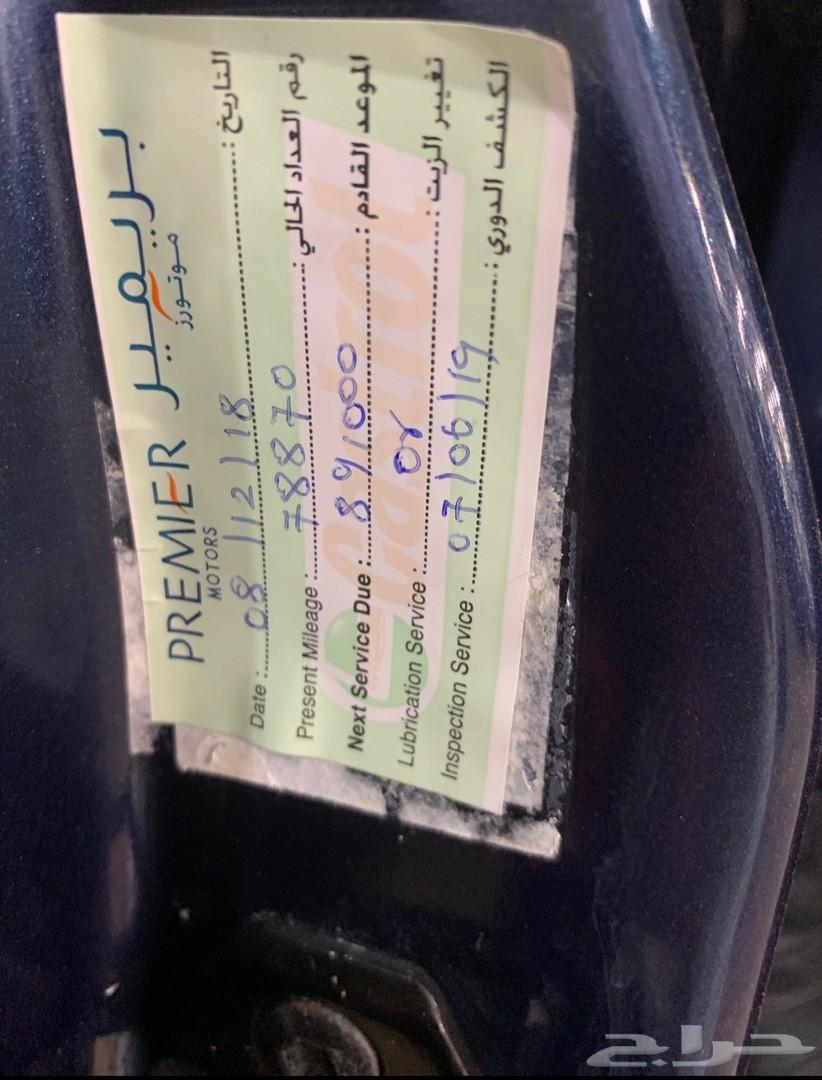 PREMIER بريمير
MOTORS موتورز
Date : 08/12/18 التاريخ :
Present Mileage : 78870 رقم العداد الحالي :
Next Service Due : 89,000 الموعد القادم :
Lubrication Service : or تغيير الزيت :
Inspection Service : 07/06/19 الكشف الدوري :
Castrol
حراج